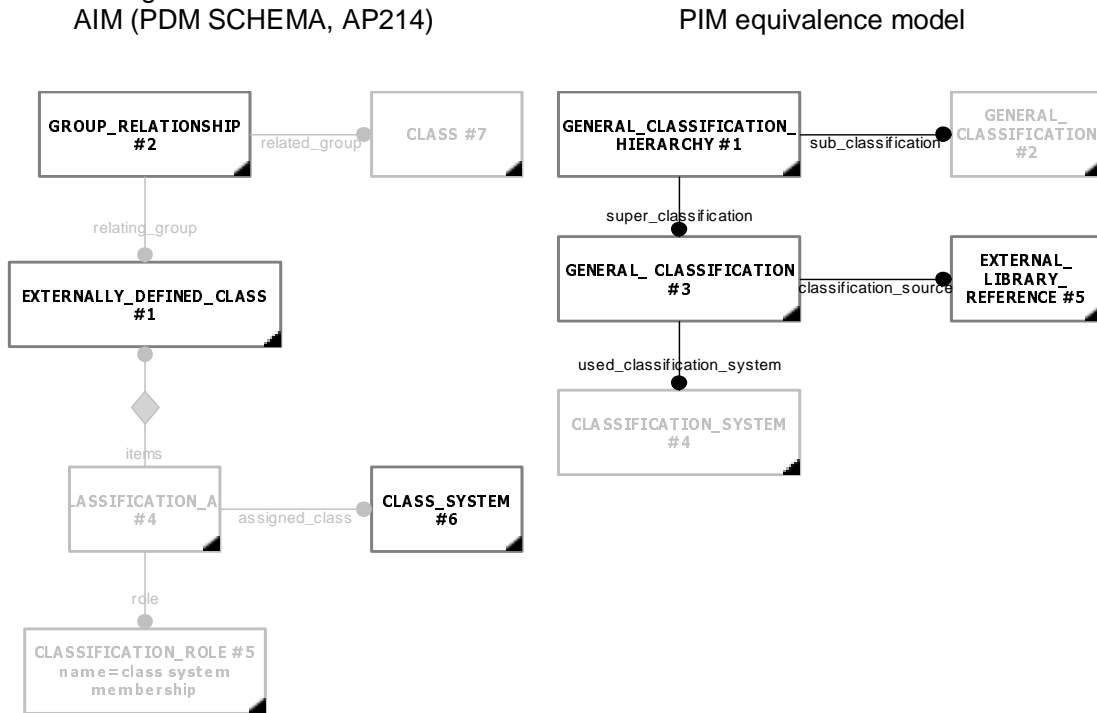 AIM (PDM SCHEMA, AP214)
PIM equivalence model
GROUP_RELATIONSHIP
#2
related_group
CLASS #7
relating_group
EXTERNALLY_DEFINED_CLASS
#1
items
LASSIFICATION_A
#4
assigned_class
CLASS_SYSTEM
#6
role
CLASSIFICATION_ROLE #5
name=class system
membership
GENERAL_CLASSIFICATION_
HIERARCHY #1
sub_classification
GENERAL_
CLASSIFICATION
#2
super_classification
GENERAL_ CLASSIFICATION
#3
classification_source
EXTERNAL_
LIBRARY_
REFERENCE #5
used_classification_system
CLASSIFICATION_SYSTEM
#4